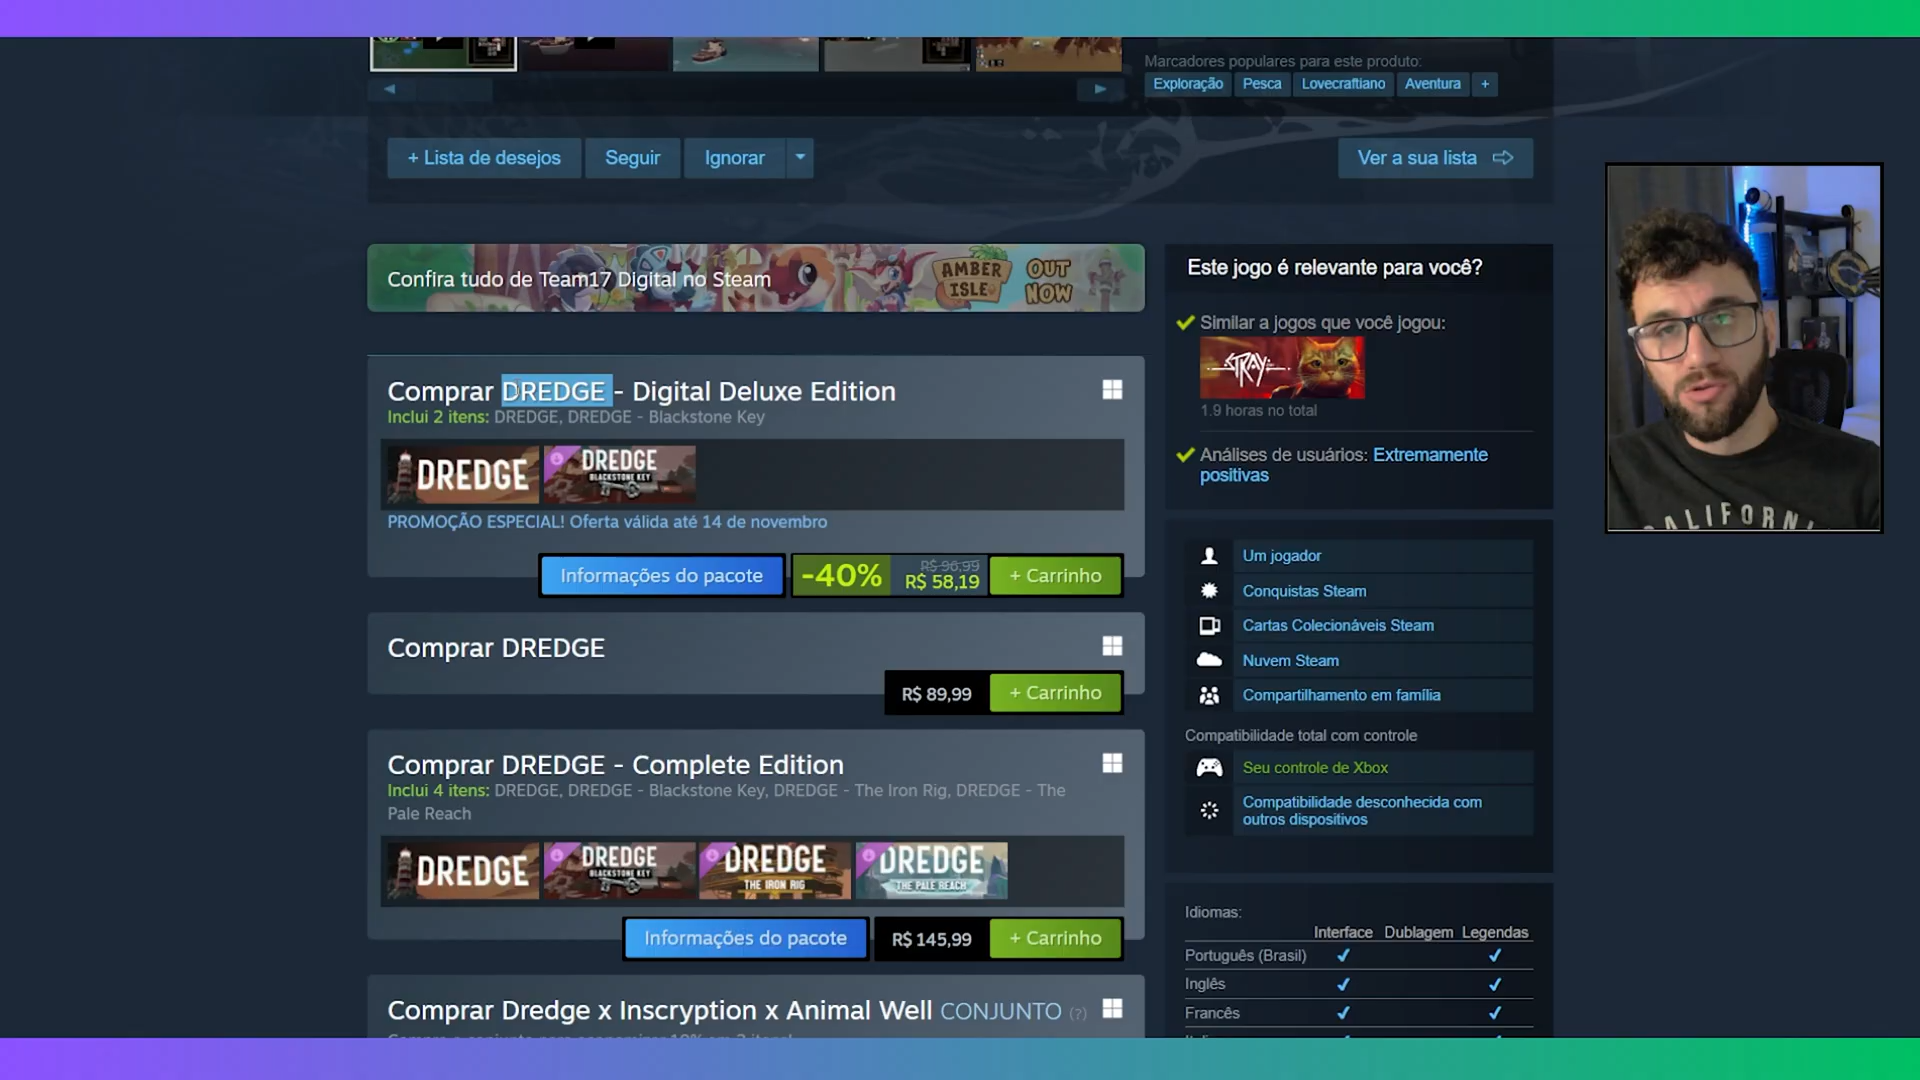 Marcadores populares para este produto:
Exploração
Pesca
Lovecraftiano
Aventura
+
+ Lista de desejos
Seguir
Ignorar
Ver a sua lista
Confira tudo de Team17 Digital no Steam
AMBER
ISLE
OUT
NOW
Este jogo é relevante para você?
Similar a jogos que você jogou:
STRAY
1.9 horas no total
Análises de usuários: Extremamente
positivas
Comprar DREDGE - Digital Deluxe Edition
Inclui 2 itens: DREDGE, DREDGE - Blackstone Key
DREDGE
DREDGE
BLACKSTONE KEY
PROMOÇÃO ESPECIAL! Oferta válida até 14 de novembro
Informações do pacote
-40%
R$ 96,99
R$ 58,19
+ Carrinho
Comprar DREDGE
R$ 89,99
+ Carrinho
Comprar DREDGE - Complete Edition
Inclui 4 itens: DREDGE, DREDGE - Blackstone Key, DREDGE - The Iron Rig, DREDGE - The
Pale Reach
DREDGE
DREDGE
BLACKSTONE KEY
DREDGE
THE IRON RIG
DREDGE
THE PALE REACH
Informações do pacote
R$ 145,99
+ Carrinho
Comprar Dredge x Inscryption x Animal Well CONJUNTO (?)
Um jogador
Conquistas Steam
Cartas Colecionáveis Steam
Nuvem Steam
Compartilhamento em família
Compatibilidade total com controle
Seu controle de Xbox
Compatibilidade desconhecida com
outros dispositivos
Idiomas:
Interface Dublagem Legendas
Português (Brasil)
Inglês
Francês
CALIFORNI